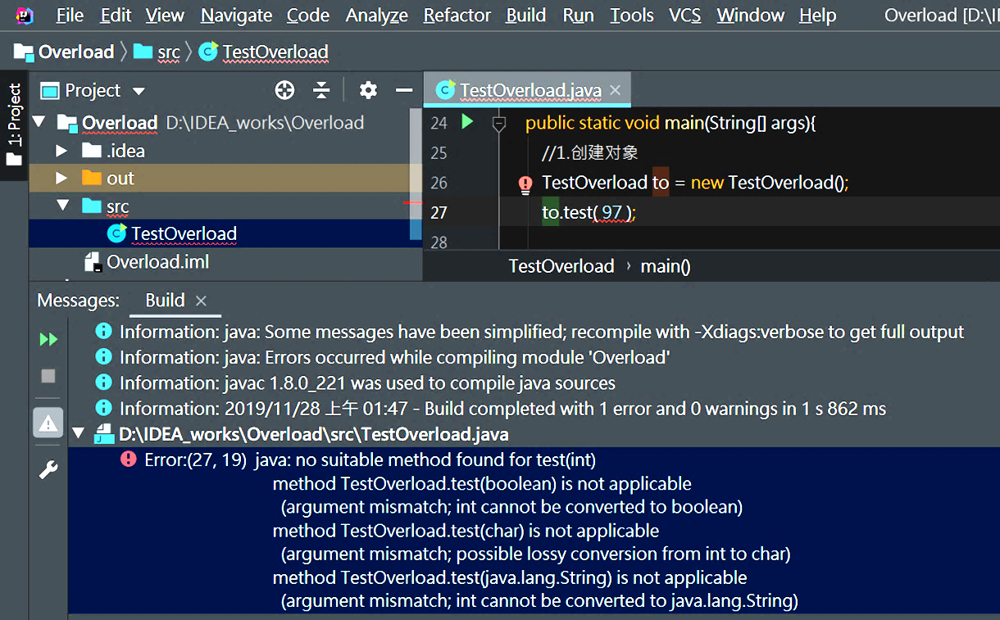 File Edit View Navigate Code Analyze Refactor Build Run Tools VCS Window Help Overload [D:\I
Overload src TestOverload
1: Project
Project
TestOverload.java
Overload D:\IDEA_works\Overload
.idea
out
src
TestOverload
Overload.iml
24 public static void main(String[] args){
25 //1.创建对象
26 TestOverload to = new TestOverload();
27 to.test( 97 );
28
TestOverload › main()
Messages: Build
Information: java: Some messages have been simplified; recompile with -Xdiags:verbose to get full output
Information: java: Errors occurred while compiling module 'Overload'
Information: javac 1.8.0_221 was used to compile java sources
Information: 2019/11/28 上午 01:47 - Build completed with 1 error and 0 warnings in 1 s 862 ms
D:\IDEA_works\Overload\src\TestOverload.java
Error:(27, 19) java: no suitable method found for test(int)
method TestOverload.test(boolean) is not applicable
(argument mismatch; int cannot be converted to boolean)
method TestOverload.test(char) is not applicable
(argument mismatch; possible lossy conversion from int to char)
method TestOverload.test(java.lang.String) is not applicable
(argument mismatch; int cannot be converted to java.lang.String)